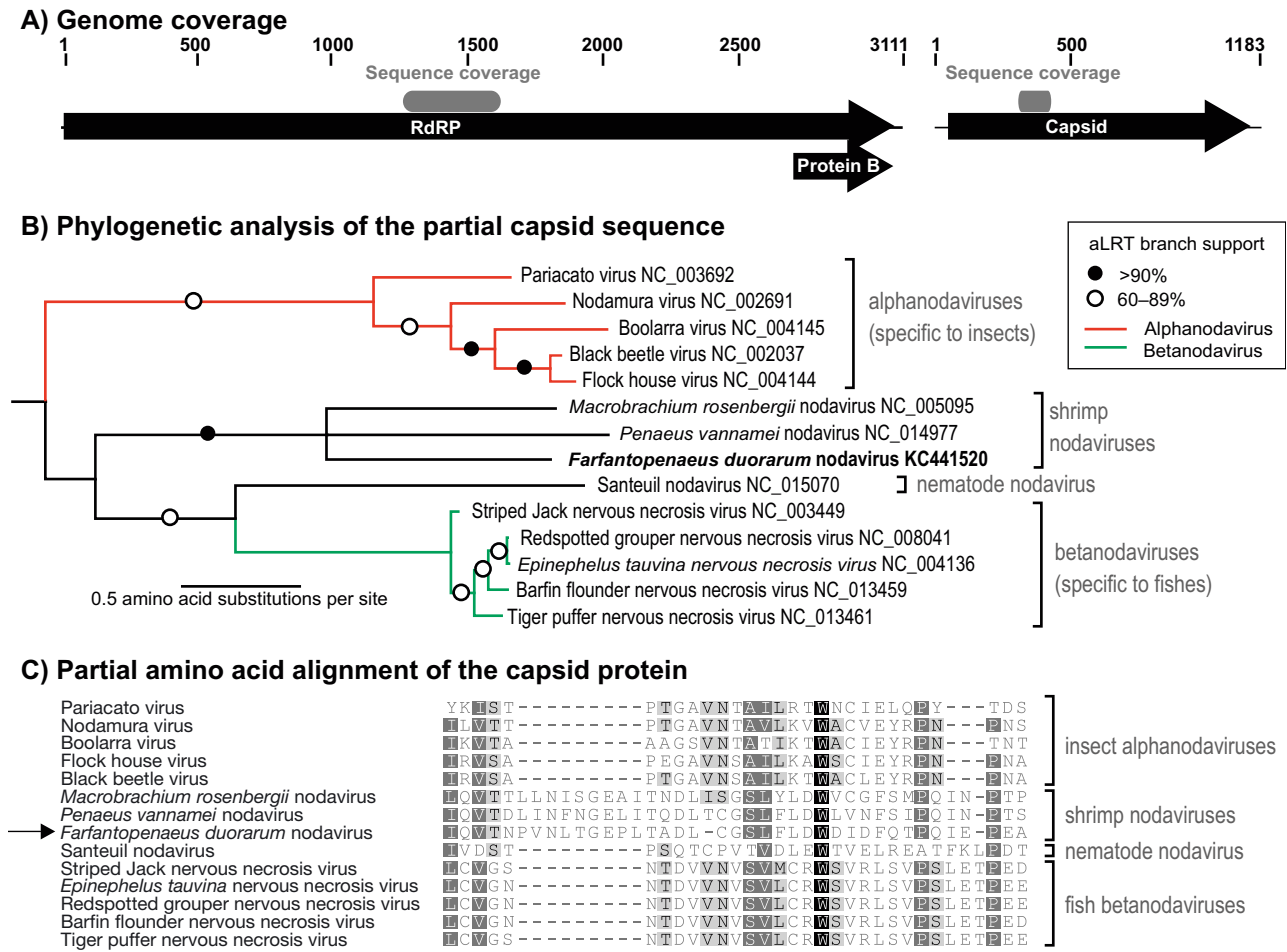 A) Genome coverage
1 500 1000 1500 2000 2500 3111 1 500 1183
Sequence coverage Sequence coverage
RdRP Capsid
Protein B
B) Phylogenetic analysis of the partial capsid sequence
aLRT branch support
>90%
60–89%
Alphanodavirus
Betanodavirus
Pariacato virus NC_003692
Nodamura virus NC_002691
Boolarra virus NC_004145
Black beetle virus NC_002037
Flock house virus NC_004144
alphanodaviruses
(specific to insects)
Macrobrachium rosenbergii nodavirus NC_005095
Penaeus vannamei nodavirus NC_014977
Farfantopenaeus duorarum nodavirus KC441520
shrimp
nodaviruses
Santeuil nodavirus NC_015070
nematode nodavirus
Striped Jack nervous necrosis virus NC_003449
Redspotted grouper nervous necrosis virus NC_008041
Epinephelus tauvina nervous necrosis virus NC_004136
Barfin flounder nervous necrosis virus NC_013459
Tiger puffer nervous necrosis virus NC_013461
betanodaviruses
(specific to fishes)
0.5 amino acid substitutions per site
C) Partial amino acid alignment of the capsid protein
Pariacato virus YKIST--------PTGAVNTAILRTWNCIELQPY---TDS
Nodamura virus ILVTT--------PTGAVNTAVLKVWACVEYRPN---PNS
Boolarra virus IKVTA--------AAGSVNTATIKTWACIEYRPN---TNT
Flock house virus IRVSA--------PEGAVNSAILKAWSCIEYRPN---PNA
Black beetle virus IRVSA--------PTGAVNSAILKTWACLEYRPN---PNA
Macrobrachium rosenbergii nodavirus LQVTTLLNISGEAITNDLISGSLYLDWVCGFSMPQIN-PTP
Penaeus vannamei nodavirus IQVTDLINFNGELITQDLTCGSLFLDWLVNFSIPQIN-PTS
Farfantopenaeus duorarum nodavirus IQVTNPVNLTGEPLTADL-CGSLFLDWDIDFQTPQIE-PEA
Santeuil nodavirus IVDST--------PSQTCPVTVDLEWTVELREATFKLPDT
Striped Jack nervous necrosis virus LCVGS--------NTDVVNVSVMCRWSVRLSVPSLETPEE
Epinephelus tauvina nervous necrosis virus LCVGN--------NTDVVNVSVLCRWSVRLSVPSLETPEE
Redspotted grouper nervous necrosis virus LCVGN--------NTDVVNVSVLCRWSVRLSVPSLETPEE
Barfin flounder nervous necrosis virus LCVGN--------NTDVVNVSVLCRWSVRLSVPSLETPED
Tiger puffer nervous necrosis virus LCVGS--------NTDVVNVSVLCRWSVRLSVPSLETPED
insect alphanodaviruses
shrimp nodaviruses
nematode nodavirus
fish betanodaviruses